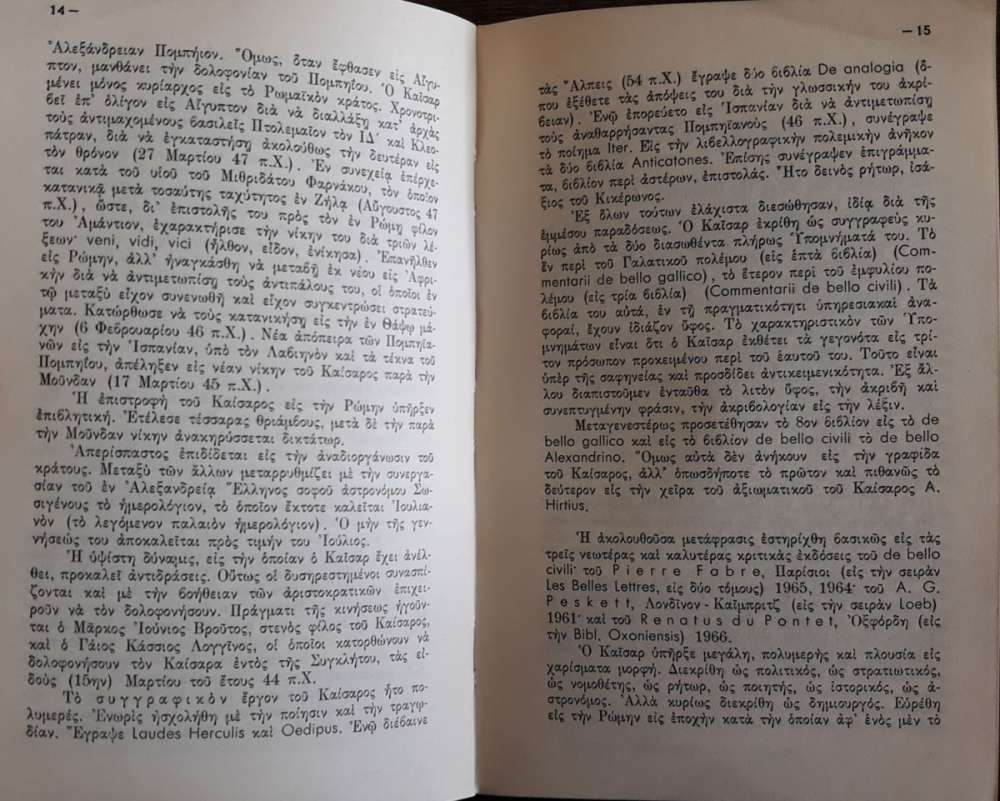 14 —
Ἀλεξάνδρειαν Πομπήιον. Ὅμως, ὅταν ἔφθασεν εἰς Αἴγυ-
πτον, μανθάνει τὴν δολοφονίαν τοῦ Πομπηΐου. Ὁ Καῖσαρ
μένει μόνος κυρίαρχος εἰς τὸ Ρωμαϊκὸν κράτος. Χρονοτρι-
βεῖ ἐπ' ὀλίγον εἰς Αἴγυπτον διὰ νὰ διαλλάξῃ κατ' ἀρχὰς
τοὺς ἀντιμαχομένους βασιλεῖς Πτολεμαῖον τὸν ΙΔ' καὶ Κλεο-
πάτραν, διὰ νὰ ἐγκαταστήσῃ ἀκολούθως τὴν δευτέραν εἰς
τὸν θρόνον (27 Μαρτίου 47 π.Χ.). Ἐν συνεχείᾳ ἐπέρχε-
ται κατὰ τοῦ υἱοῦ τοῦ Μιθριδάτου Φαρνάκου, τὸν ὁποῖον
κατανικᾷ μετὰ τοσαύτης ταχύτητος ἐν Ζήλᾳ (Αὔγουστος 47
π.Χ.), ὥστε, δι' ἐπιστολῆς του πρὸς τὸν ἐν Ρώμῃ φίλον
του Ἀμάντιον, ἐχαρακτήρισε τὴν νίκην του διὰ τριῶν λέ-
ξεων· veni, vidi, vici (ἦλθον, εἶδον, ἐνίκησα). Ἐπανῆλθεν
εἰς Ρώμην, ἀλλ' ἠναγκάσθη νὰ μεταβῇ ἐκ νέου εἰς Ἀφρι-
κὴν διὰ νὰ ἀντιμετωπίσῃ τοὺς ἀντιπάλους του, οἱ ὁποῖοι ἐν
τῷ μεταξὺ εἶχον συνενωθῆ καὶ εἶχον συγκεντρώσει στρατεύ-
ματα. Κατώρθωσε νὰ τοὺς κατανικήσῃ εἰς τὴν ἐν Θάψῳ μά-
χην (6 Φεβρουαρίου 46 π.Χ.). Νέα ἀπόπειρα τῶν Πομπηϊα-
νῶν εἰς τὴν Ἱσπανίαν, ὑπὸ τὸν Λαβιηνὸν καὶ τὰ τέκνα τοῦ
Πομπηΐου, ἀπέληξεν εἰς νέαν νίκην τοῦ Καίσαρος παρὰ τὴν
Μοῦνδαν (17 Μαρτίου 45 π.Χ.).
Ἡ ἐπιστροφὴ τοῦ Καίσαρος εἰς τὴν Ρώμην ὑπῆρξεν
ἐπιβλητική. Ἐτέλεσε τέσσαρας θριάμβους, μετὰ δὲ τὴν παρὰ
τὴν Μοῦνδαν νίκην ἀνακηρύσσεται δικτάτωρ.
Ἀπερίσπαστος ἐπιδίδεται εἰς τὴν ἀναδιοργάνωσιν τοῦ
κράτους. Μεταξὺ τῶν ἄλλων μεταρρυθμίζει μὲ τὴν συνεργα-
σίαν τοῦ ἐν Ἀλεξανδρείᾳ Ἕλληνος σοφοῦ ἀστρονόμου Σω-
σιγένους τὸ ἡμερολόγιον, τὸ ὁποῖον ἔκτοτε καλεῖται Ἰουλια-
νὸν (τὸ λεγόμενον παλαιὸν ἡμερολόγιον). Ὁ μὴν τῆς γεν-
νήσεώς του ἀποκαλεῖται πρὸς τιμήν του Ἰούλιος.
Ἡ ὑψίστη δύναμις, εἰς τὴν ὁποίαν ὁ Καῖσαρ ἔχει ἀνέλ-
θει, προκαλεῖ ἀντιδράσεις. Οὕτως οἱ δυσηρεστημένοι συνασπί-
ζονται καὶ μὲ τὴν βοήθειαν τῶν ἀριστοκρατικῶν ἐπιχει-
ροῦν νὰ τὸν δολοφονήσουν. Πράγματι τῆς κινήσεως ἡγοῦν-
ται ὁ Μᾶρκος Ἰούνιος Βροῦτος, στενὸς φίλος τοῦ Καίσαρος,
καὶ ὁ Γάιος Κάσσιος Λογγῖνος, οἱ ὁποῖοι κατορθώνουν νὰ
δολοφονήσουν τὸν Καίσαρα ἐντὸς τῆς Συγκλήτου, τὰς εἰ-
δοὺς (15ην) Μαρτίου τοῦ ἔτους 44 π.Χ.
Τὸ συγγραφικὸν ἔργον τοῦ Καίσαρος ἦτο πο-
λυμερές. Ἐνωρὶς ἠσχολήθη μὲ τὴν ποίησιν καὶ τὴν τραγῳ-
δίαν. Ἔγραψε Laudes Herculis καὶ Oedipus. Ἐνῷ διέβαινε
— 15
τὰς Ἄλπεις (54 π.Χ.) ἔγραψε δύο βιβλία De analogia (ὅ-
που ἐξέθετε τὰς ἀπόψεις του διὰ τὴν γλωσσικήν του ἀκρί-
βειαν). Ἐνῷ ἐπορεύετο εἰς Ἱσπανίαν διὰ νὰ ἀντιμετωπίσῃ
τοὺς ἀναθαρρήσαντας Πομπηϊανοὺς (46 π.Χ.), συνέγραψε
τὸ ποίημα Iter. Εἰς τὴν λιβελλογραφικὴν πολεμικὴν ἀνῆκον
τὰ δύο βιβλία Anticatones. Ἐπίσης συνέγραψεν ἐπιγράμμα-
τα, βιβλίον περὶ ἀστέρων, ἐπιστολάς. Ἦτο δεινὸς ρήτωρ, ἰσά-
ξιος τοῦ Κικέρωνος.
Ἐξ ὅλων τούτων ἐλάχιστα διεσώθησαν, ἰδίᾳ διὰ τῆς
ἐμμέσου παραδόσεως. Ὁ Καῖσαρ ἐκρίθη ὡς συγγραφεὺς κυ-
ρίως ἀπὸ τὰ δύο διασωθέντα πλήρως Ὑπομνήματά του. Τὸ
ἓν περὶ τοῦ Γαλατικοῦ πολέμου (εἰς ἑπτὰ βιβλία) (Com-
mentarii de bello gallico), τὸ ἕτερον περὶ τοῦ ἐμφυλίου πο-
λέμου (εἰς τρία βιβλία) (Commentarii de bello civili). Τὰ
βιβλία του αὐτά, ἐν τῇ πραγματικότητι ὑπηρεσιακαὶ ἀνα-
φοραί, ἔχουν ἰδιάζον ὕφος. Τὸ χαρακτηριστικὸν τῶν Ὑπο-
μνημάτων εἶναι ὅτι ὁ Καῖσαρ ἐκθέτει τὰ γεγονότα εἰς τρί-
τον πρόσωπον προκειμένου περὶ τοῦ ἑαυτοῦ του. Τοῦτο εἶναι
ὑπὲρ τῆς σαφηνείας καὶ προσδίδει ἀντικειμενικότητα. Ἐξ ἄλ-
λου διαπιστοῦμεν ἐνταῦθα τὸ λιτὸν ὕφος, τὴν ἀκριβῆ καὶ
συνεπτυγμένην φράσιν, τὴν ἀκριβολογίαν εἰς τὴν λέξιν.
Μεταγενεστέρως προσετέθησαν τὸ 8ον βιβλίον εἰς τὸ de
bello gallico καὶ εἰς τὸ βιβλίον de bello civili τὸ de bello
Alexandrino. Ὅμως αὐτὰ δὲν ἀνήκουν εἰς τὴν γραφίδα
τοῦ Καίσαρος, ἀλλ' ὁπωσδήποτε τὸ πρῶτον καὶ πιθανῶς τὸ
δεύτερον εἰς τὴν χεῖρα τοῦ ἀξιωματικοῦ τοῦ Καίσαρος A.
Hirtius.
Ἡ ἀκολουθοῦσα μετάφρασις ἐστηρίχθη βασικῶς εἰς τὰς
τρεῖς νεωτέρας καὶ καλυτέρας κριτικὰς ἐκδόσεις τοῦ de bello
civili· τοῦ Pierre Fabre, Παρίσιοι (εἰς τὴν σειρὰν
Les Belles Lettres, εἰς δύο τόμους) 1965, 1964· τοῦ A. G.
Peskett, Λονδῖνον - Καῖμπριτζ (εἰς τὴν σειρὰν Loeb)
1961· καὶ τοῦ Renatus du Pontet, Ὀξφόρδη (εἰς
τὴν Bibl. Oxoniensis) 1966.
Ὁ Καῖσαρ ὑπῆρξε μεγάλη, πολυμερὴς καὶ πλουσία εἰς
χαρίσματα μορφή. Διεκρίθη ὡς πολιτικός, ὡς στρατιωτικός,
ὡς νομοθέτης, ὡς ρήτωρ, ὡς ποιητής, ὡς ἱστορικός, ὡς ἀ-
στρονόμος. Ἀλλὰ κυρίως διεκρίθη ὡς δημιουργός. Εὑρέθη
εἰς τὴν Ρώμην εἰς ἐποχὴν κατὰ τὴν ὁποίαν ἀφ' ἑνὸς μὲν τὸ